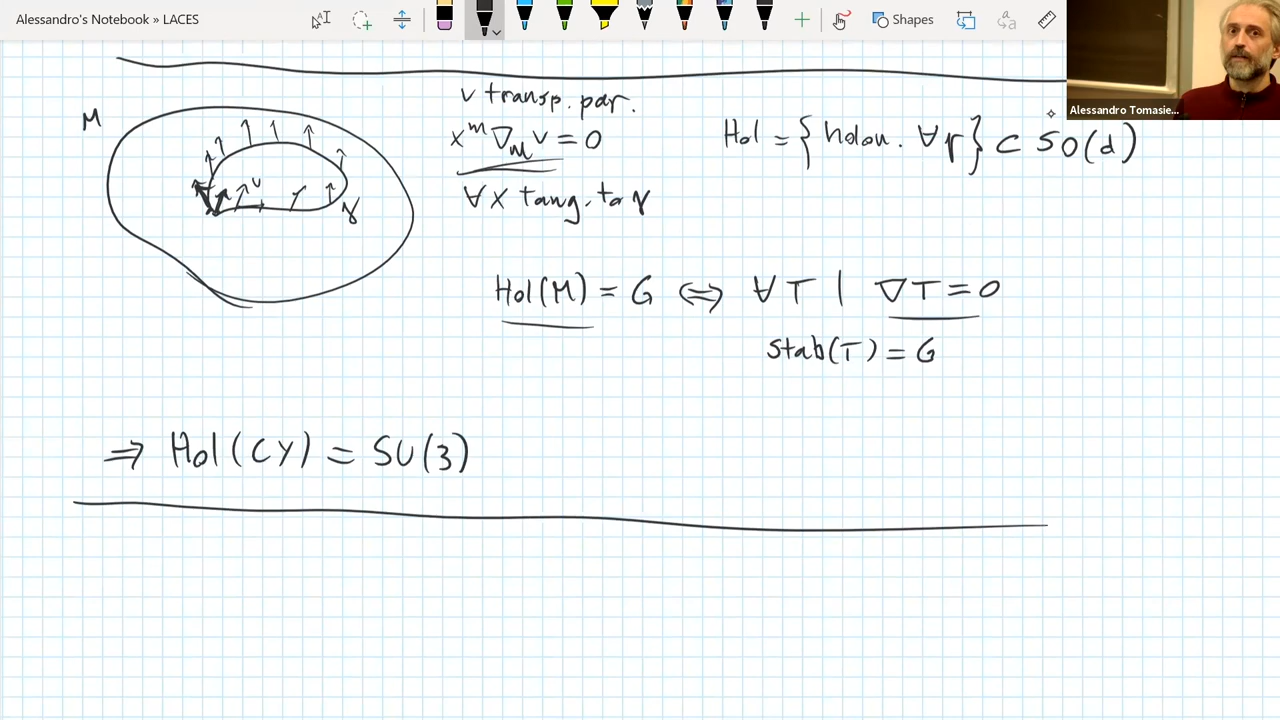 Alessandro's Notebook » LACES
Shapes
Alessandro Tomasie...
M
v transp. par.
x^m ∇_M v = 0
∀ x tang. to γ
v
γ
Hol = { holon. ∀γ } ⊂ SO(d)
Hol(M) = G ⇔ ∀ T | ∇T = 0
Stab(T) = G
⇒ Hol(CY) = SU(3)